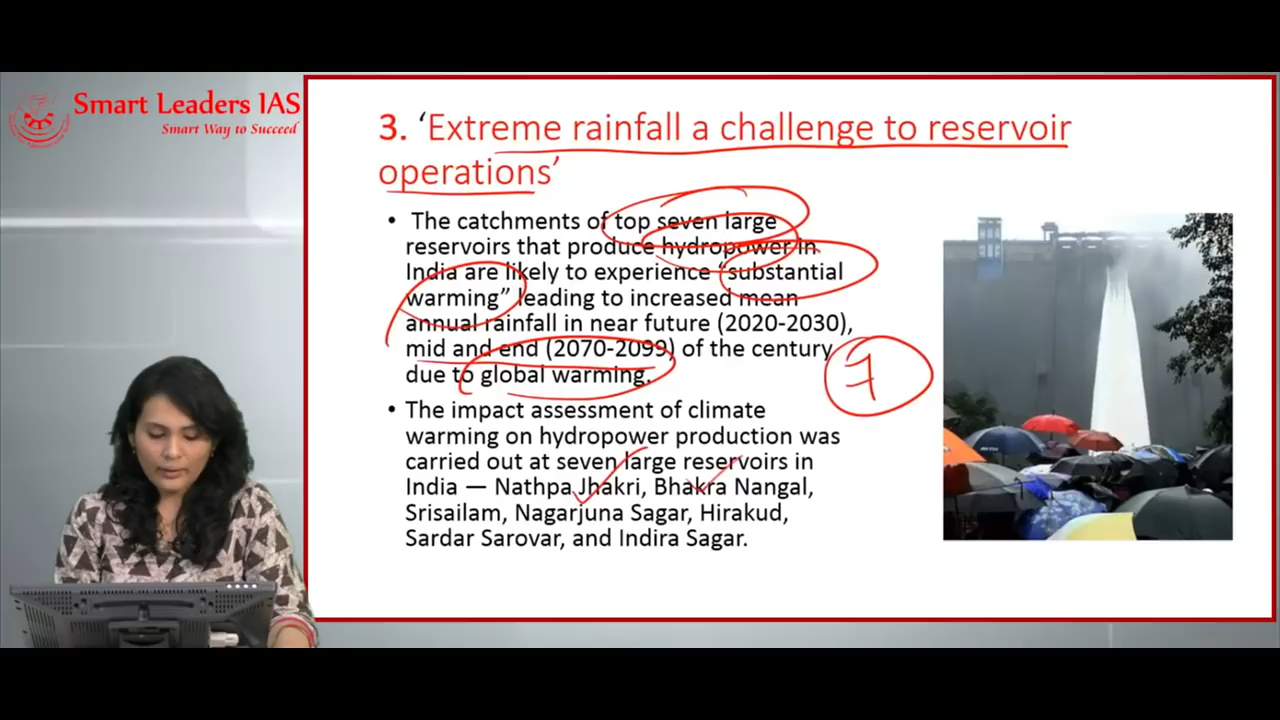 Smart Leaders IAS
Smart Way to Succeed
3. ‘Extreme rainfall a challenge to reservoir
operations’
• The catchments of top seven large
reservoirs that produce hydropower in
India are likely to experience “substantial
warming” leading to increased mean
annual rainfall in near future (2020-2030),
mid and end (2070-2099) of the century
due to global warming.
7
• The impact assessment of climate
warming on hydropower production was
carried out at seven large reservoirs in
India — Nathpa Jhakri, Bhakra Nangal,
Srisailam, Nagarjuna Sagar, Hirakud,
Sardar Sarovar, and Indira Sagar.